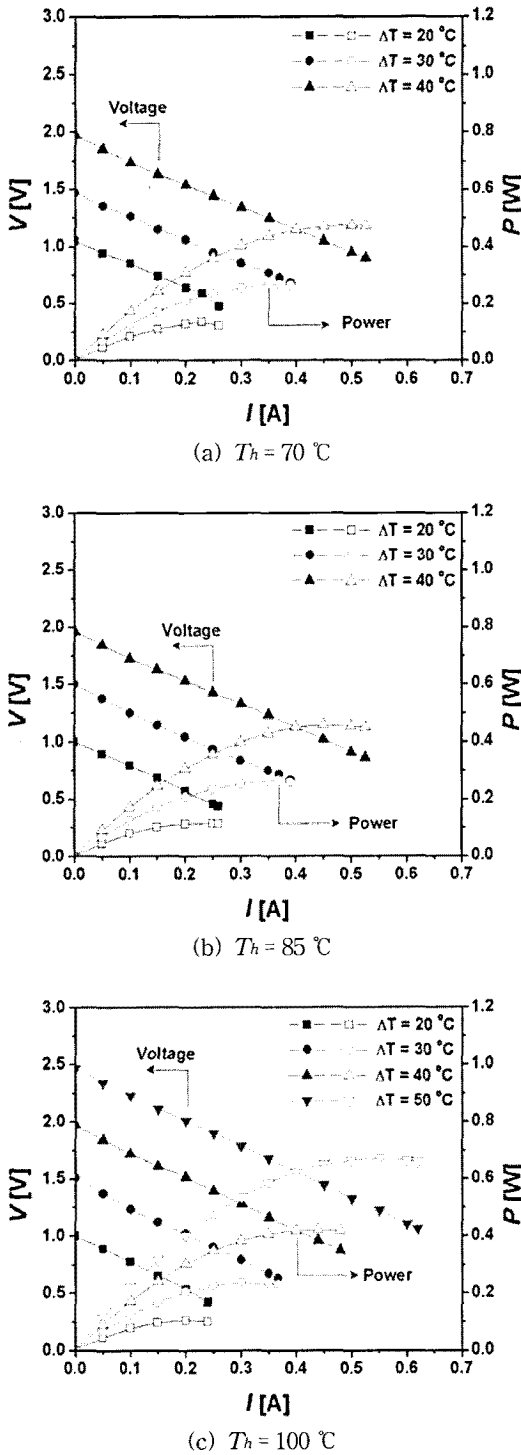 3.0
2.5
2.0
1.5
1.0
0.5
0.0
V [V]
1.2
1.0
0.8
0.6
0.4
0.2
0.0
P [W]
ΔT = 20 °C
ΔT = 30 °C
ΔT = 40 °C
Voltage
Power
0.0 0.1 0.2 0.3 0.4 0.5 0.6 0.7
I [A]
(a) Th = 70 ℃
3.0
2.5
2.0
1.5
1.0
0.5
0.0
V [V]
1.2
1.0
0.8
0.6
0.4
0.2
0.0
P [W]
ΔT = 20 °C
ΔT = 30 °C
ΔT = 40 °C
Voltage
Power
0.0 0.1 0.2 0.3 0.4 0.5 0.6 0.7
I [A]
(b) Th = 85 ℃
3.0
2.5
2.0
1.5
1.0
0.5
0.0
V [V]
1.2
1.0
0.8
0.6
0.4
0.2
0.0
P [W]
ΔT = 20 °C
ΔT = 30 °C
ΔT = 40 °C
ΔT = 50 °C
Voltage
Power
0.0 0.1 0.2 0.3 0.4 0.5 0.6 0.7
I [A]
(c) Th = 100 ℃